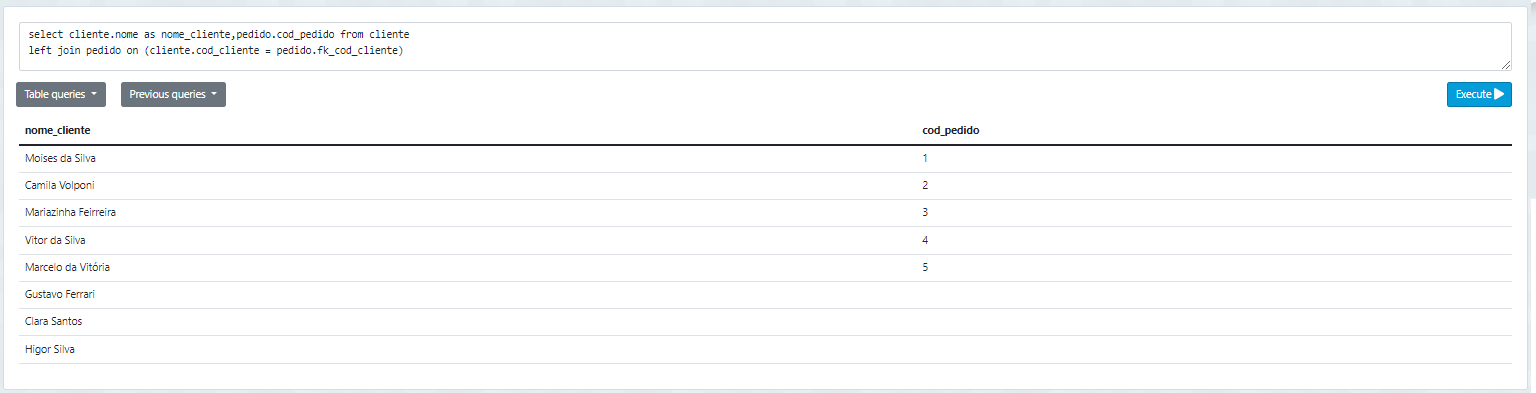 select cliente.nome as nome_cliente,pedido.cod_pedido from cliente
left join pedido on (cliente.cod_cliente = pedido.fk_cod_cliente)
Table queries Previous queries Execute
nome_cliente cod_pedido
Moises da Silva 1
Camila Volponi 2
Mariazinha Feirreira 3
Vitor da Silva 4
Marcelo da Vitória 5
Gustavo Ferrari
Clara Santos
Higor Silva